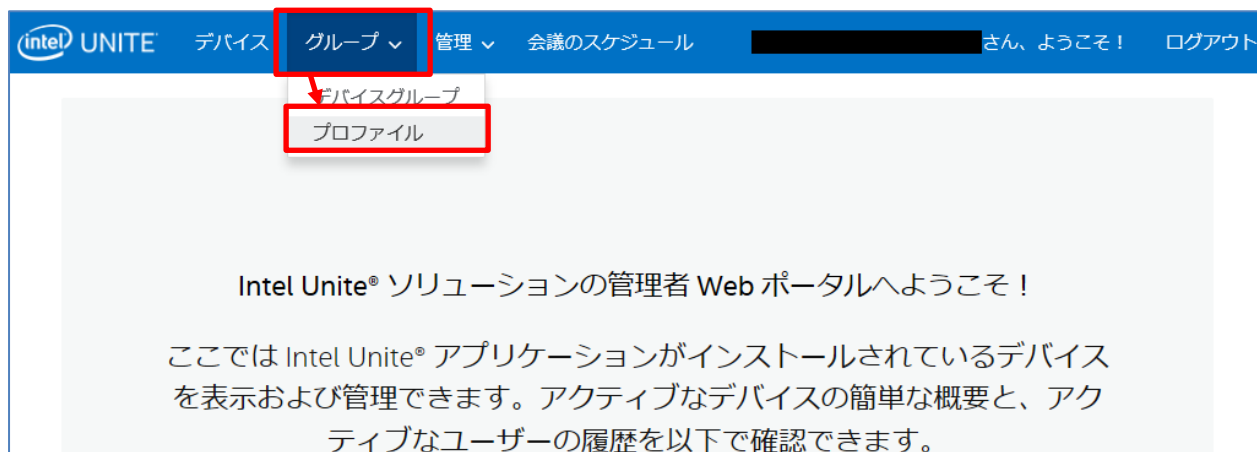 intel UNITE デバイス グループ 管理 会議のスケジュール さん、ようこそ！ ログアウト
デバイスグループ
プロファイル
Intel Unite® ソリューションの管理者 Web ポータルへようこそ！
ここでは Intel Unite® アプリケーションがインストールされているデバイス
を表示および管理できます。アクティブなデバイスの簡単な概要と、アク
ティブなユーザーの履歴を以下で確認できます。